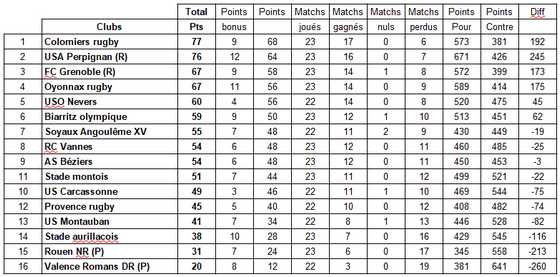 Total Points Points Matchs Matchs Matchs Matchs Points Points Diff
Clubs Pts bonus joués gagnés nuls perdus Pour Contre
1 Colomiers rugby 77 9 68 23 17 0 6 573 381 192
2 USA Perpignan (R) 76 12 64 23 16 0 7 671 426 245
3 FC Grenoble (R) 67 9 58 23 14 1 8 572 399 173
4 Oyonnax rugby 67 11 56 23 14 0 9 589 414 175
5 USO Nevers 60 4 56 22 14 0 8 520 475 45
6 Biarritz olympique 59 9 50 23 12 1 10 513 451 62
7 Soyaux Angoulême XV 55 7 48 22 11 2 9 430 449 -19
8 RC Vannes 54 6 48 23 12 0 11 460 485 -25
9 AS Béziers 54 6 48 23 12 0 11 450 453 -3
11 Stade montois 51 7 44 23 11 0 12 499 521 -22
10 US Carcassonne 49 3 46 22 11 1 10 469 544 -75
12 Provence rugby 45 5 40 22 10 0 12 408 482 -74
13 US Montauban 41 7 34 22 8 1 13 446 528 -82
14 Stade aurillacois 38 10 28 23 7 0 16 429 545 -116
15 Rouen NR (P) 31 7 24 23 6 0 17 345 558 -213
16 Valence Romans DR (P) 20 8 12 22 3 0 19 381 641 -260